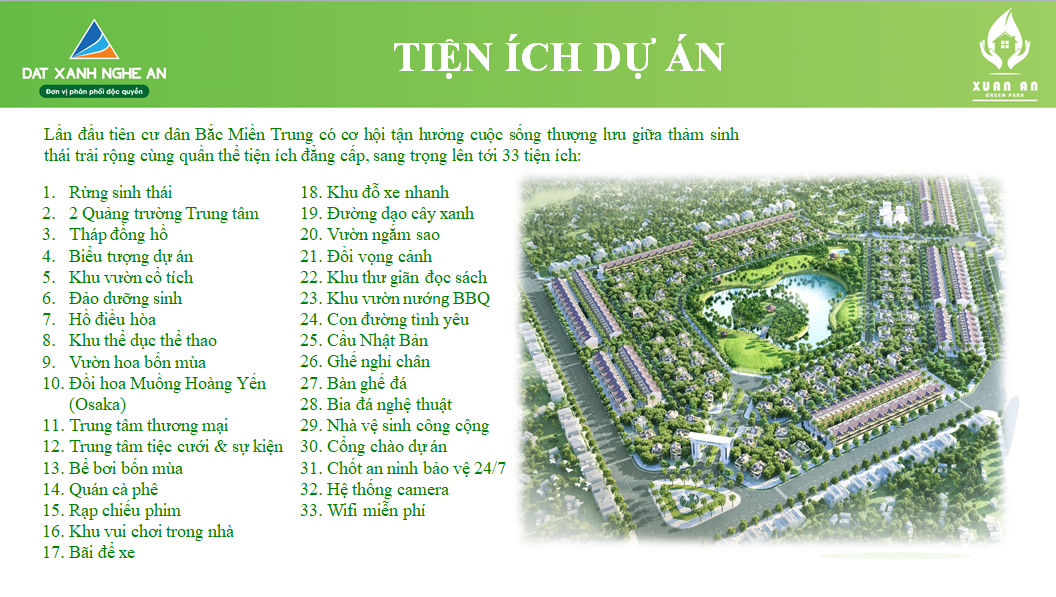 TIỆN ÍCH DỰ ÁN
DAT XANH NGHE AN
Đơn vị phân phối độc quyền
XUAN AN
GREEN PARK
Lần đầu tiên cư dân Bắc Miền Trung có cơ hội tận hưởng cuộc sống thượng lưu giữa thảm sinh
thái trải rộng cùng quần thể tiện ích đẳng cấp, sang trọng lên tới 33 tiện ích:
1. Rừng sinh thái
2. 2 Quảng trường Trung tâm
3. Tháp đồng hồ
4. Biểu tượng dự án
5. Khu vườn cổ tích
6. Đảo dưỡng sinh
7. Hồ điều hòa
8. Khu thể dục thể thao
9. Vườn hoa bốn mùa
10. Đồi hoa Muồng Hoàng Yến
(Osaka)
11. Trung tâm thương mại
12. Trung tâm tiệc cưới & sự kiện
13. Bể bơi bốn mùa
14. Quán cà phê
15. Rạp chiếu phim
16. Khu vui chơi trong nhà
17. Bãi để xe
18. Khu đỗ xe nhanh
19. Đường dạo cây xanh
20. Vườn ngắm sao
21. Đồi vọng cảnh
22. Khu thư giãn đọc sách
23. Khu vườn nướng BBQ
24. Con đường tình yêu
25. Cầu Nhật Bản
26. Ghế nghỉ chân
27. Bàn ghế đá
28. Bia đá nghệ thuật
29. Nhà vệ sinh công cộng
30. Cổng chào dự án
31. Chốt an ninh bảo vệ 24/7
32. Hệ thống camera
33. Wifi miễn phí